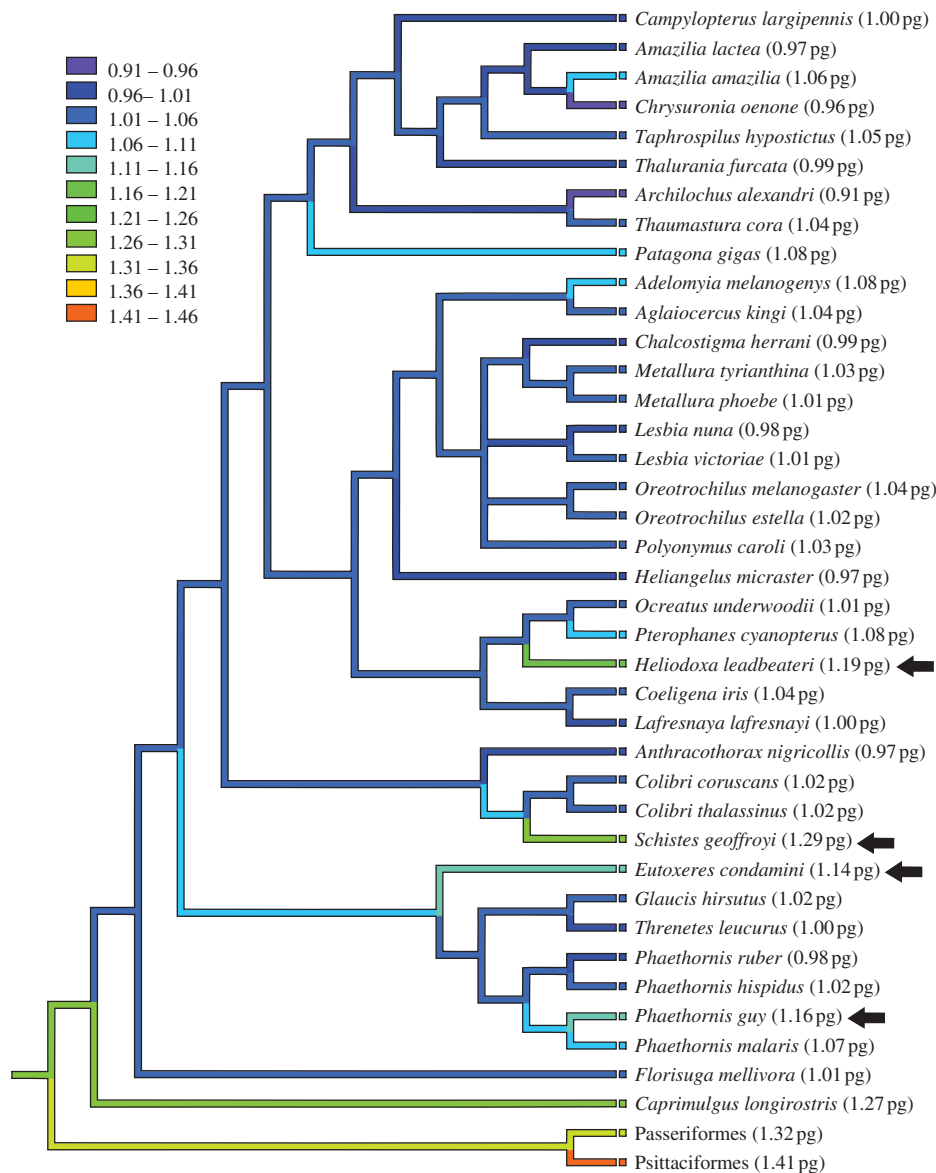 0.91 – 0.96
0.96– 1.01
1.01 – 1.06
1.06 – 1.11
1.11 – 1.16
1.16 – 1.21
1.21 – 1.26
1.26 – 1.31
1.31 – 1.36
1.36 – 1.41
1.41 – 1.46
Campylopterus largipennis (1.00 pg)
Amazilia lactea (0.97 pg)
Amazilia amazilia (1.06 pg)
Chrysuronia oenone (0.96 pg)
Taphrospilus hypostictus (1.05 pg)
Thalurania furcata (0.99 pg)
Archilochus alexandri (0.91 pg)
Thaumastura cora (1.04 pg)
Patagona gigas (1.08 pg)
Adelomyia melanogenys (1.08 pg)
Aglaiocercus kingi (1.04 pg)
Chalcostigma herrani (0.99 pg)
Metallura tyrianthina (1.03 pg)
Metallura phoebe (1.01 pg)
Lesbia nuna (0.98 pg)
Lesbia victoriae (1.01 pg)
Oreotrochilus melanogaster (1.04 pg)
Oreotrochilus estella (1.02 pg)
Polyonymus caroli (1.03 pg)
Heliangelus micraster (0.97 pg)
Ocreatus underwoodii (1.01 pg)
Pterophanes cyanopterus (1.08 pg)
Heliodoxa leadbeateri (1.19 pg)
Coeligena iris (1.04 pg)
Lafresnaya lafresnayi (1.00 pg)
Anthracothorax nigricollis (0.97 pg)
Colibri coruscans (1.02 pg)
Colibri thalassinus (1.02 pg)
Schistes geoffroyi (1.29 pg)
Eutoxeres condamini (1.14 pg)
Glaucis hirsutus (1.02 pg)
Threnetes leucurus (1.00 pg)
Phaethornis ruber (0.98 pg)
Phaethornis hispidus (1.02 pg)
Phaethornis guy (1.16 pg)
Phaethornis malaris (1.07 pg)
Florisuga mellivora (1.01 pg)
Caprimulgus longirostris (1.27 pg)
Passeriformes (1.32 pg)
Psittaciformes (1.41 pg)